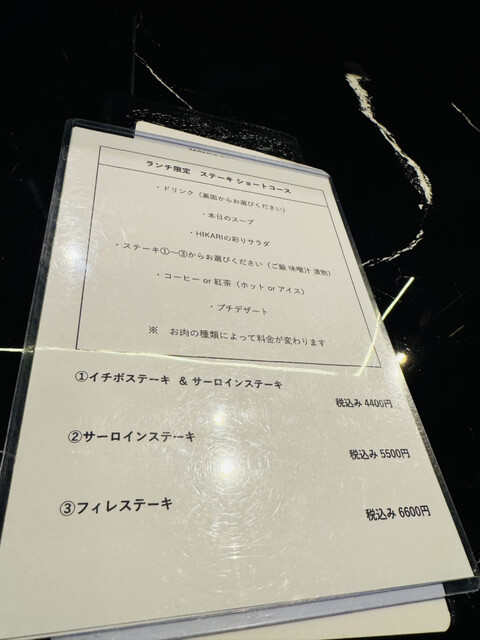 ランチ限定 ステーキ ショートコース
・ドリンク（裏面からお選びください）
・本日のスープ
・HIKARIの彩りサラダ
・ステーキ①〜③からお選びください（ご飯 味噌汁 漬物）
・コーヒー or 紅茶（ホット or アイス）
・プチデザート
※ お肉の種類によって料金が変わります
①イチボステーキ ＆ サーロインステーキ
税込み 4400円
②サーロインステーキ
税込み 5500円
③フィレステーキ
税込み 6600円